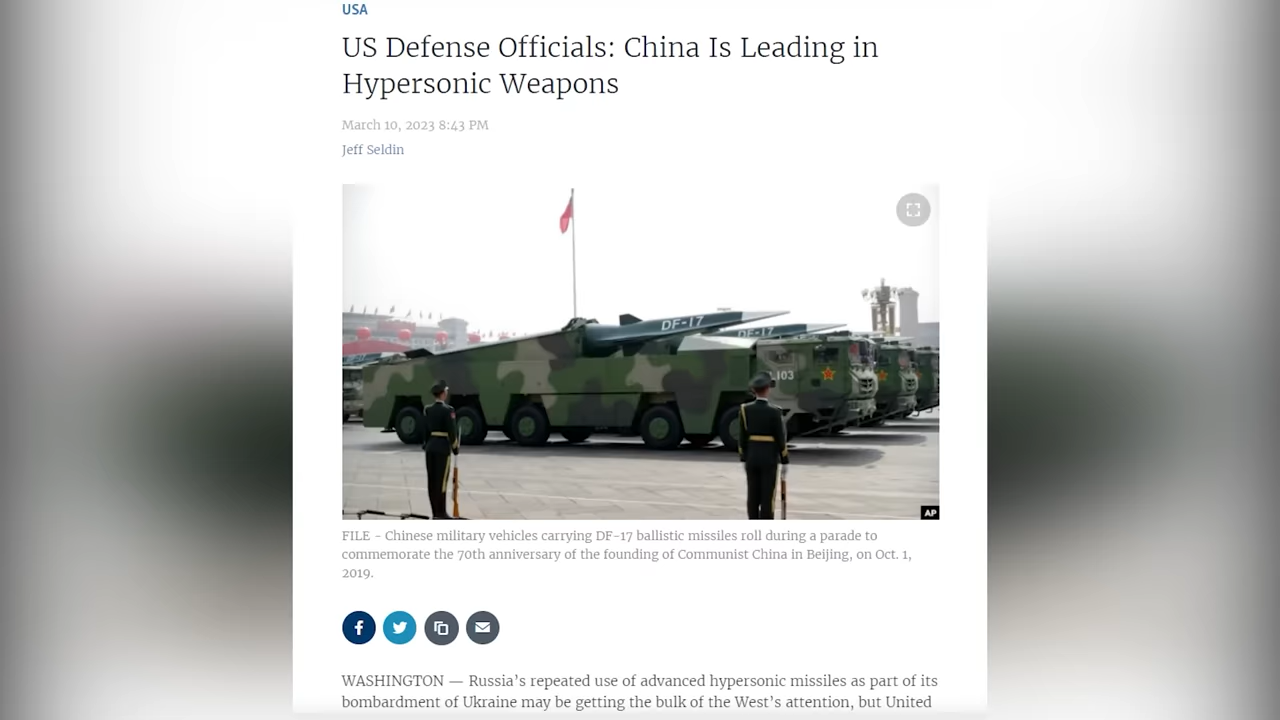 USA
US Defense Officials: China Is Leading in
Hypersonic Weapons
March 10, 2023 8:43 PM
Jeff Seldin
DF-17
DF-17
L103
AP
FILE - Chinese military vehicles carrying DF-17 ballistic missiles roll during a parade to
commemorate the 70th anniversary of the founding of Communist China in Beijing, on Oct. 1,
2019.
WASHINGTON — Russia's repeated use of advanced hypersonic missiles as part of its
bombardment of Ukraine may be getting the bulk of the West's attention, but United